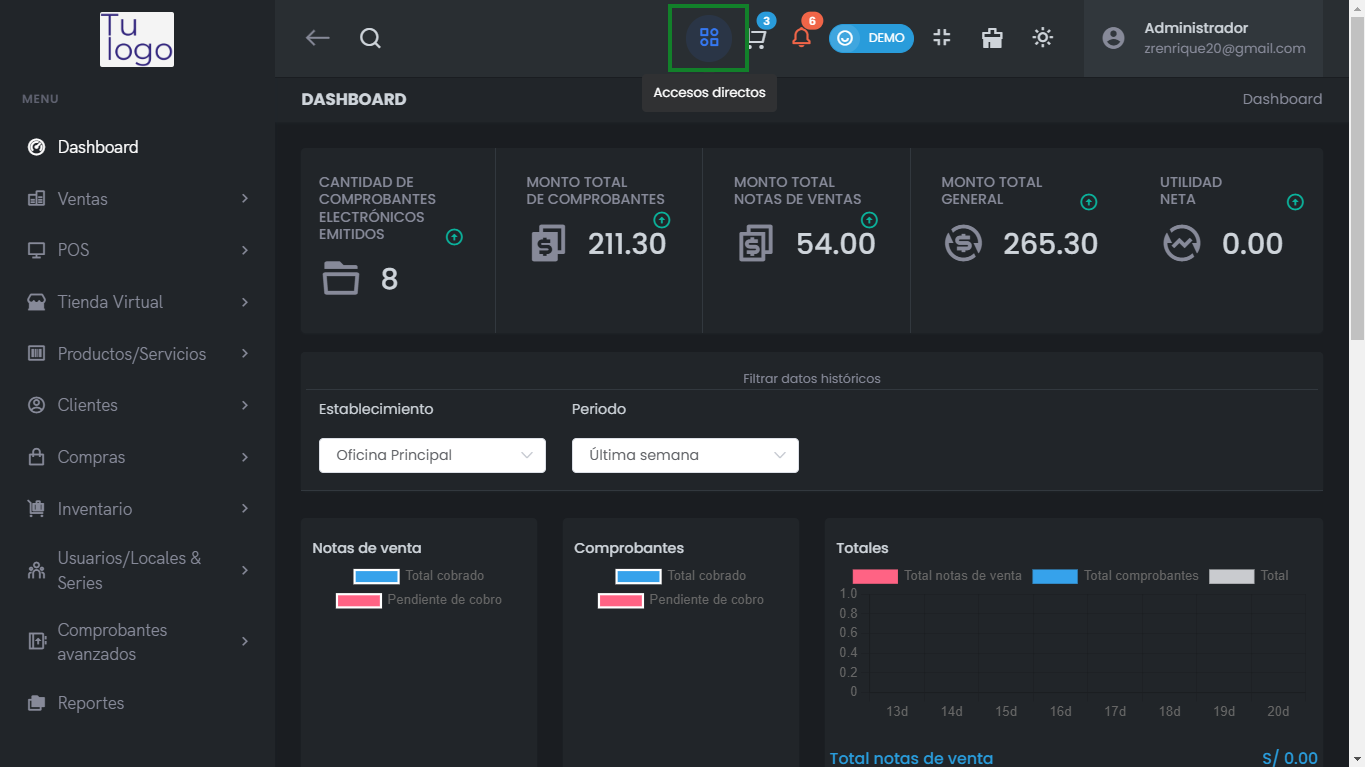 Tu
logo
3
6
DEMO
Administrador
zrenrique20@gmail.com
Accesos directos
MENU
DASHBOARD
Dashboard
Dashboard
Ventas
POS
Tienda Virtual
Productos/Servicios
Clientes
Compras
Inventario
Usuarios/Locales &
Series
Comprobantes
avanzados
Reportes
CANTIDAD DE
COMPROBANTES
ELECTRÓNICOS
EMITIDOS
8
MONTO TOTAL
DE COMPROBANTES
211.30
MONTO TOTAL
NOTAS DE VENTAS
54.00
MONTO TOTAL
GENERAL
265.30
UTILIDAD
NETA
0.00
Filtrar datos históricos
Establecimiento
Oficina Principal
Periodo
Última semana
Notas de venta
Total cobrado
Pendiente de cobro
Comprobantes
Total cobrado
Pendiente de cobro
Totales
Total notas de venta Total comprobantes Total
1.0
0.8
0.6
0.4
0.2
0
13d 14d 15d 16d 17d 18d 19d 20d
Total notas de venta S/ 0.00